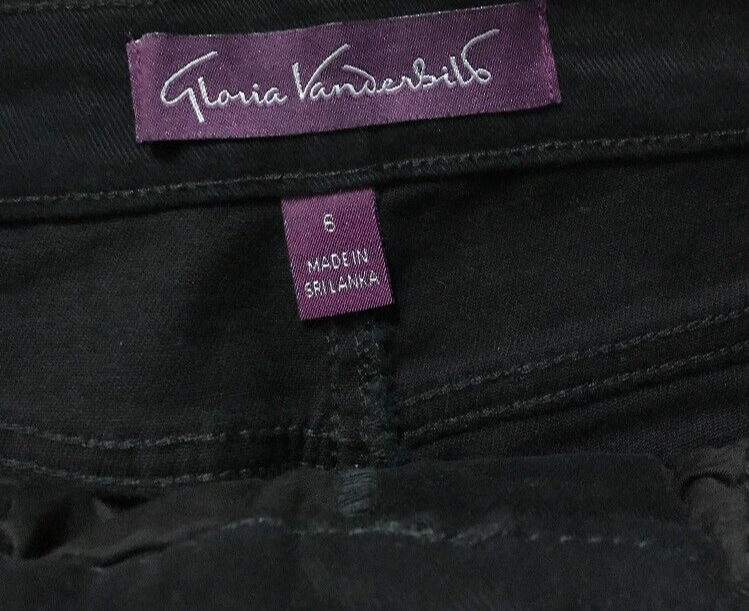 Gloria Vanderbilt
6
MADE IN
SRI LANKA